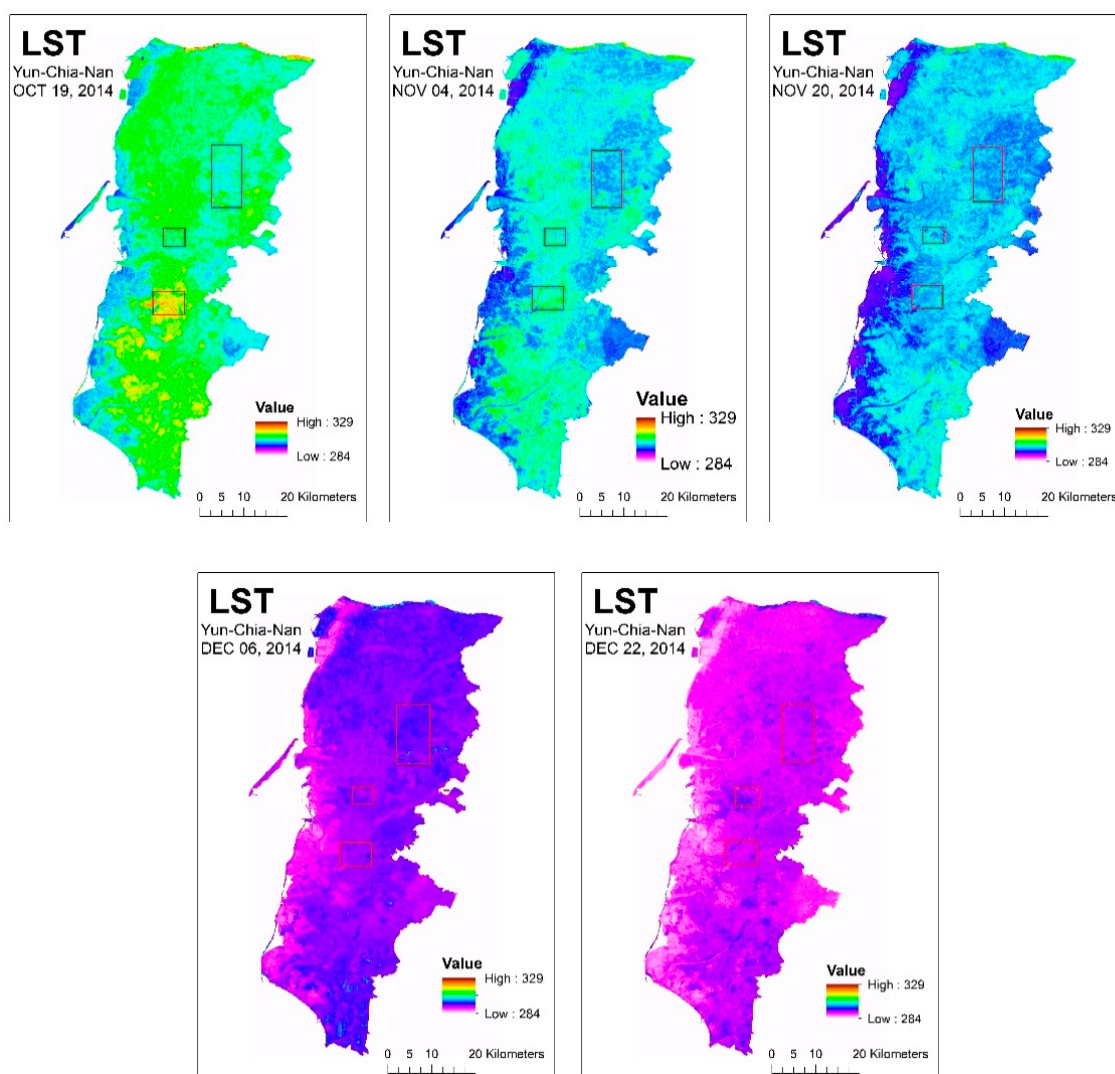 LST
Yun-Chia-Nan
OCT 19, 2014
Value
High : 329
Low : 284
0 5 10 20 Kilometers
LST
Yun-Chia-Nan
NOV 04, 2014
Value
High : 329
Low : 284
0 5 10 20 Kilometers
LST
Yun-Chia-Nan
NOV 20, 2014
Value
High : 329
Low : 284
0 5 10 20 Kilometers
LST
Yun-Chia-Nan
DEC 06, 2014
Value
High : 329
Low : 284
0 5 10 20 Kilometers
LST
Yun-Chia-Nan
DEC 22, 2014
Value
High : 329
Low : 284
0 5 10 20 Kilometers